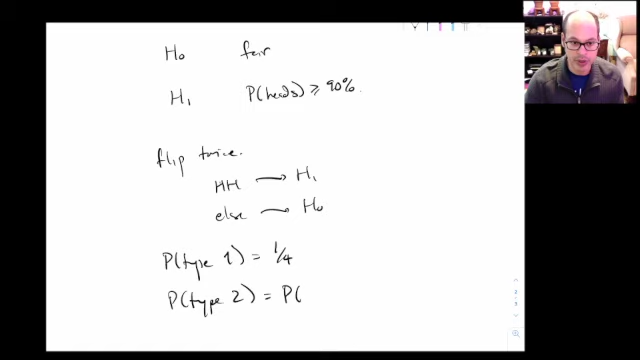 H₀ fair
H₁ P(heads) ≥ 90%.
flip twice.
HH → H₁
else → H₀
P(type 1) = 1/4
P(type 2) = P(